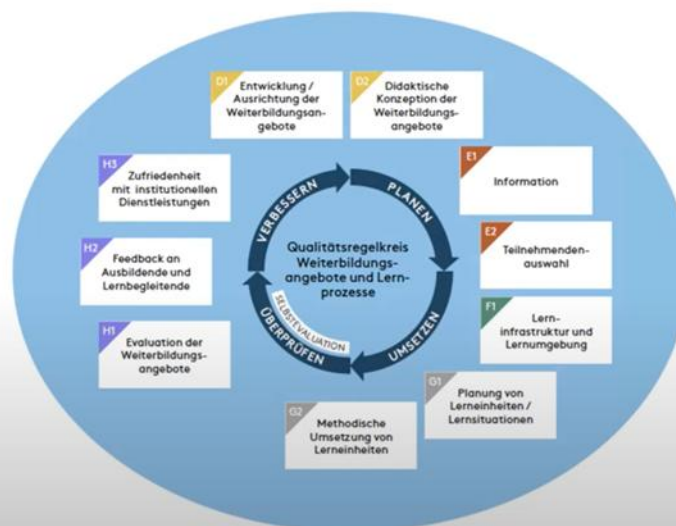 D1
Entwicklung /
Ausrichtung der
Weiterbildungsan-
gebote
D2
Didaktische
Konzeption der
Weiterbildungs-
angebote
E1
Information
E2
Teilnehmenden-
auswahl
F1
Lern-
infrastruktur und
Lernumgebung
G1
Planung von
Lerneinheiten /
Lernsituationen
G2
Methodische
Umsetzung von
Lerneinheiten
H1
Evaluation der
Weiterbildungs-
angebote
H2
Feedback an
Ausbildende und
Lernbegleitende
H3
Zufriedenheit
mit institutionellen
Dienstleistungen
VERBESSERN
PLANEN
UMSETZEN
ÜBERPRÜFEN
SELBSTEVALUATION
Qualitätsregelkreis
Weiterbildungs-
angebote und Lern-
prozesse